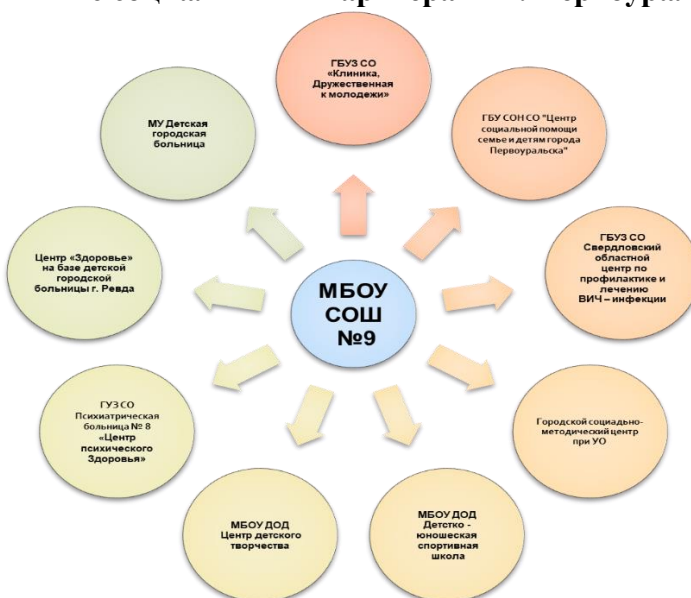 ГБУЗ СО
«Клиника,
Дружественная
к молодежи»
ГБУ СОН СО "Центр
социальной помощи
семье и детям города
Первоуральска"
ГБУЗ СО
Свердловский
областной
центр по
профилактике и
лечению
ВИЧ – инфекции
Городской социально-
методический центр
при УО
МБОУ ДОД
Детстко -
юношеская
спортивная
школа
МБОУ ДОД
Центр детского
творчества
ГУЗ СО
Психиатрическая
больница № 8
«Центр
психического
Здоровья»
Центр «Здоровье»
на базе детской
городской
больницы г. Ревда
МУ Детская
городская
больница
МБОУ
СОШ
№9